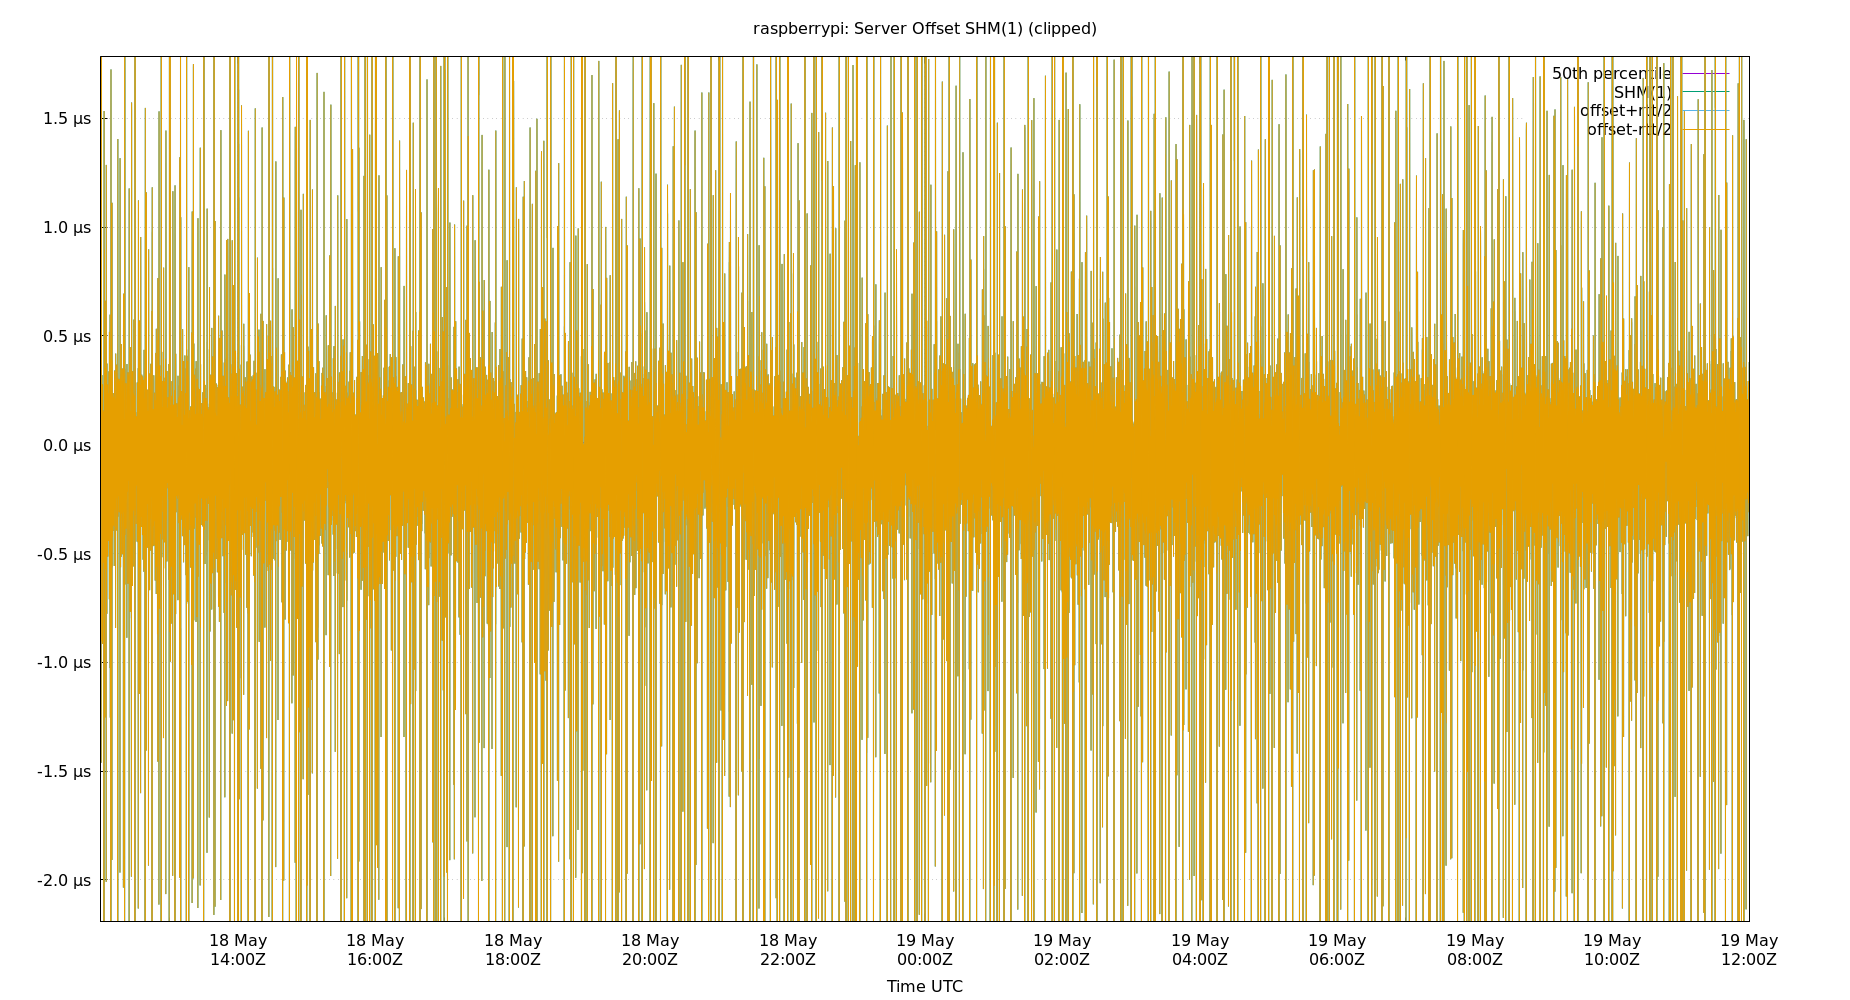 raspberrypi: Server Offset SHM(1) (clipped)
50th percentile
SHM(1)
offset+rtt/2
offset-rtt/2
1.5 µs
1.0 µs
0.5 µs
0.0 µs
-0.5 µs
-1.0 µs
-1.5 µs
-2.0 µs
18 May 18 May 18 May 18 May 18 May 19 May 19 May 19 May 19 May 19 May 19 May 19 May
14:00Z 16:00Z 18:00Z 20:00Z 22:00Z 00:00Z 02:00Z 04:00Z 06:00Z 08:00Z 10:00Z 12:00Z
Time UTC